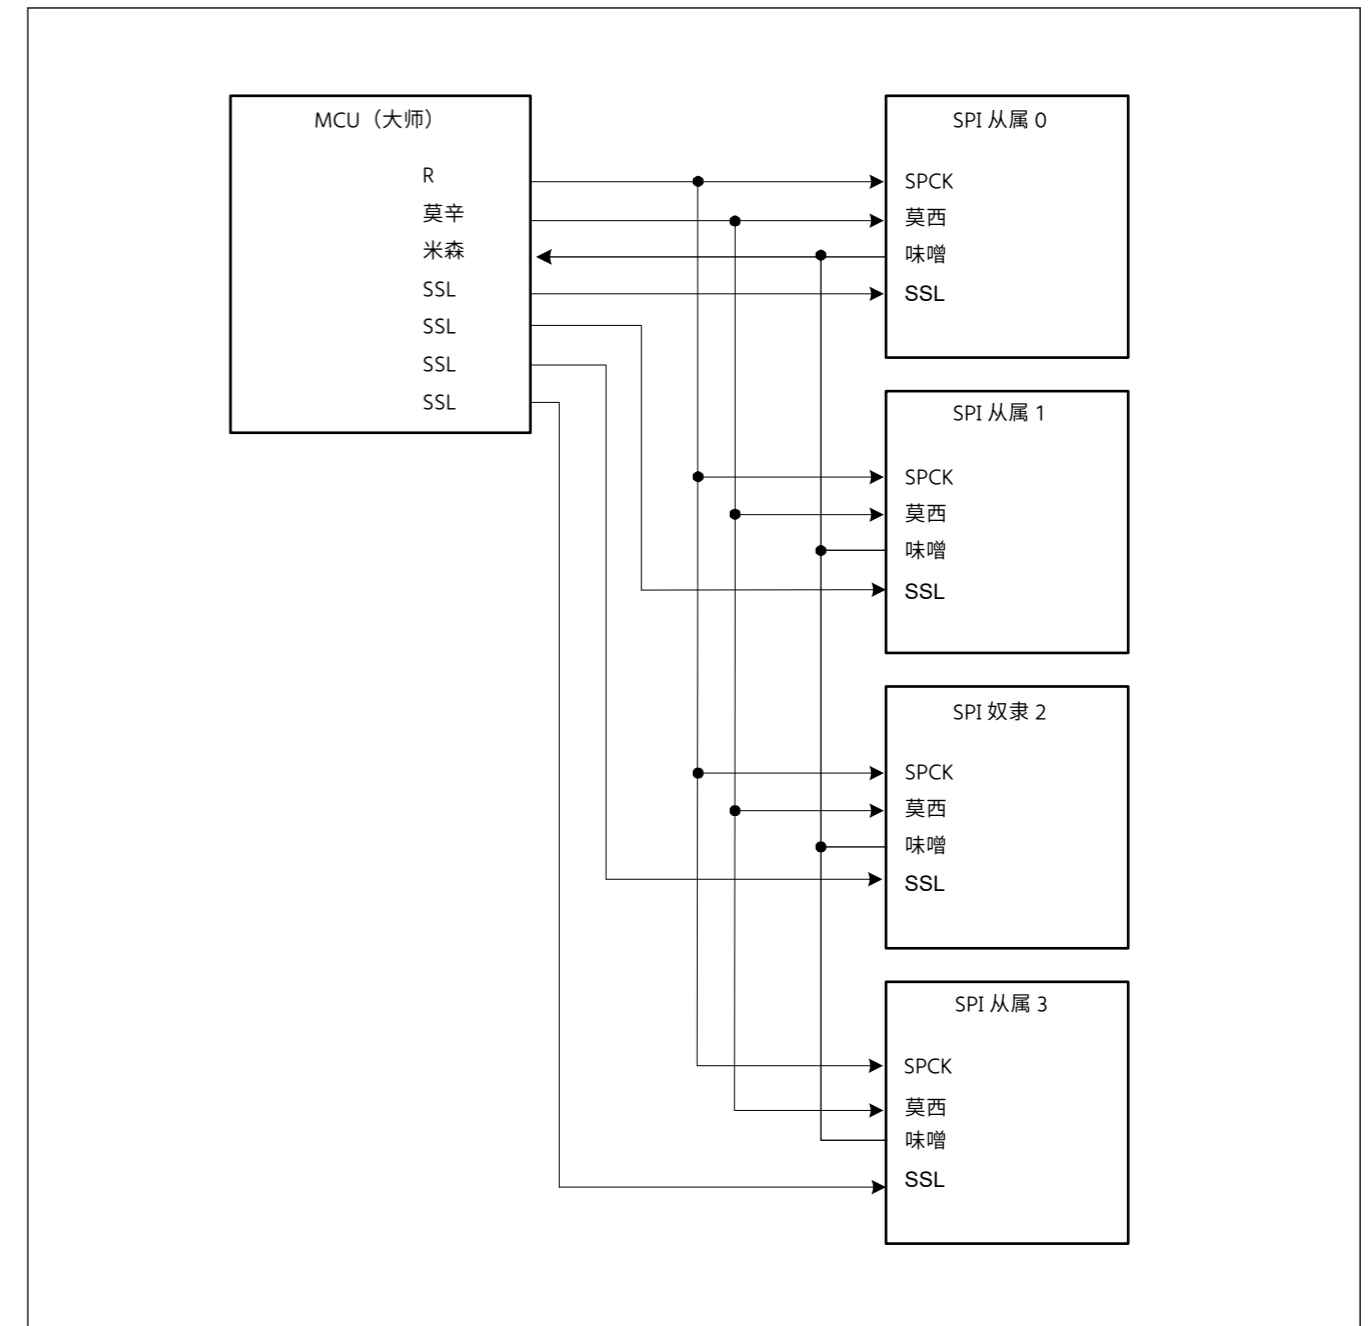 MCU（大师）
R
莫辛
米森
SSL
SSL
SSL
SSL
SPI 从属 0
SPCK
莫西
味噌
SSL
SPI 从属 1
SPCK
莫西
味噌
SSL
SPI 奴隶 2
SPCK
莫西
味噌
SSL
SPI 从属 3
SPCK
莫西
味噌
SSL